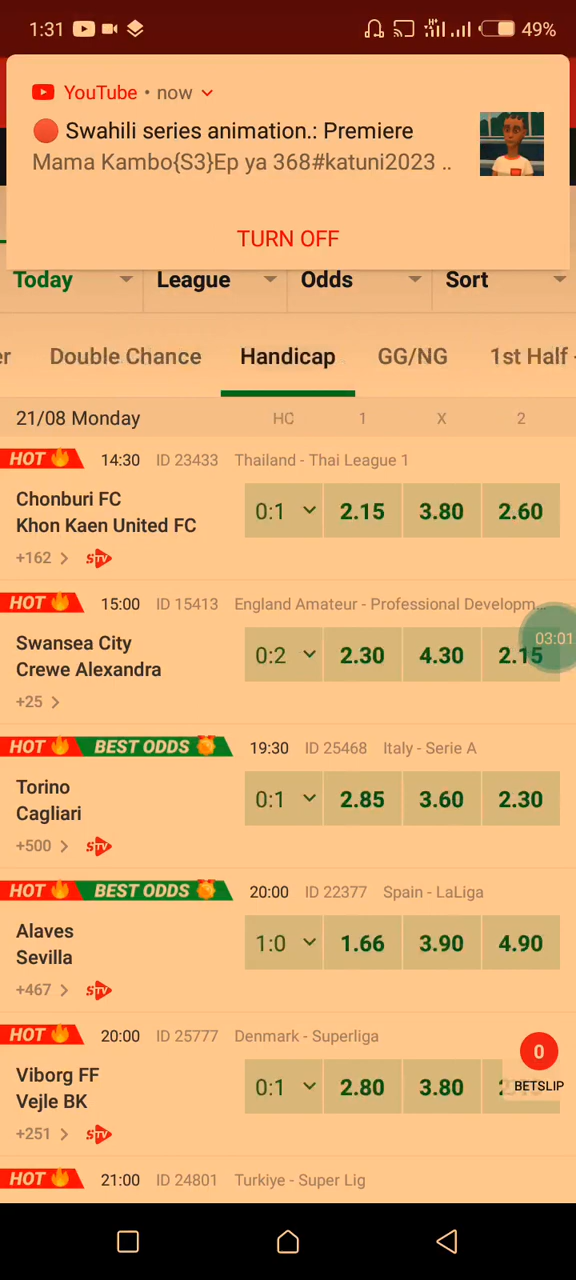 1:31 49%
YouTube • now
🔴 Swahili series animation.: Premiere
Mama Kambo{S3}Ep ya 368#katuni2023 ..
TURN OFF
Today League Odds Sort
er Double Chance Handicap GG/NG 1st Half -
21/08 Monday HC 1 X 2
HOT 14:30 ID 23433 Thailand - Thai League 1
Chonburi FC
Khon Kaen United FC
0:1 2.15 3.80 2.60
+162 > STV
HOT 15:00 ID 15413 England Amateur - Professional Developm...
Swansea City
Crewe Alexandra
0:2 2.30 4.30 2.15
03:01
+25 >
HOT BEST ODDS 19:30 ID 25468 Italy - Serie A
Torino
Cagliari
0:1 2.85 3.60 2.30
+500 > STV
HOT BEST ODDS 20:00 ID 22377 Spain - LaLiga
Alaves
Sevilla
1:0 1.66 3.90 4.90
+467 > STV
HOT 20:00 ID 25777 Denmark - Superliga
Viborg FF
Vejle BK
0:1 2.80 3.80
0
BETSLIP
+251 > STV
HOT 21:00 ID 24801 Turkiye - Super Lig